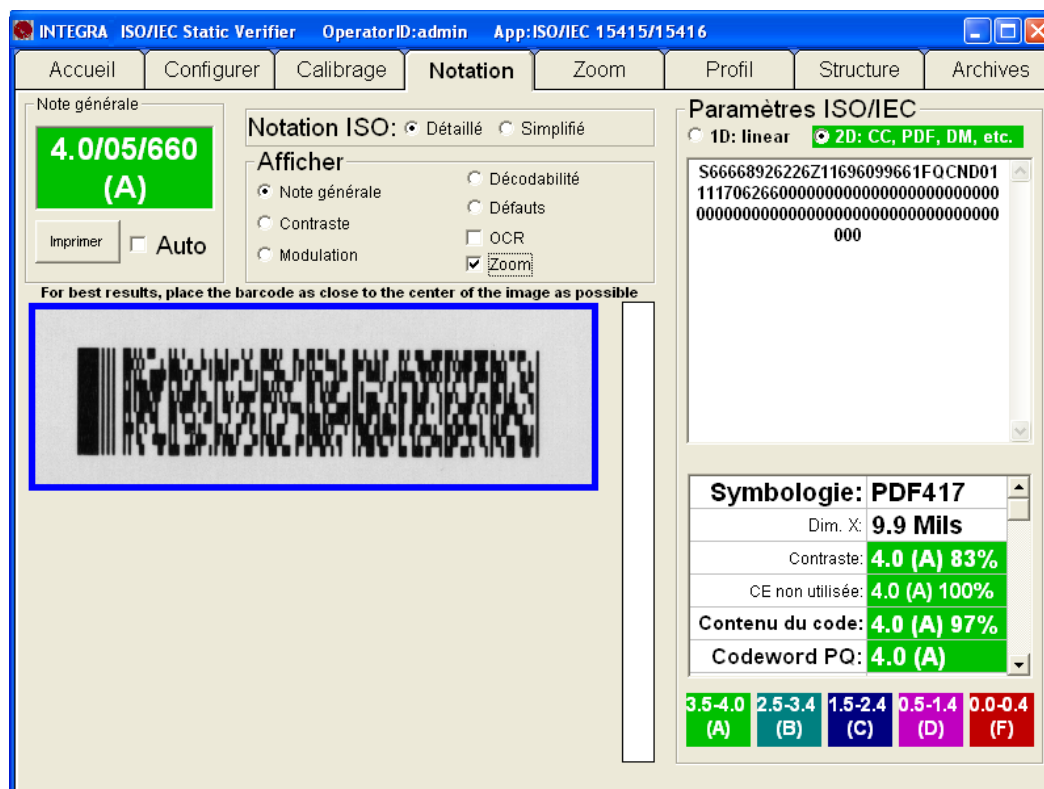 INTEGRA ISO/IEC Static Verifier OperatorID:admin App:ISO/IEC 15415/15416
Accueil Configurer Calibrage Notation Zoom Profil Structure Archives
Note générale
4.0/05/660
(A)
Imprimer Auto
Notation ISO: Détaillé Simplifié
Afficher
Note générale
Contraste
Modulation
Décodabilité
Défauts
OCR
Zoom
For best results, place the barcode as close to the center of the image as possible
Paramètres ISO/IEC
1D: linear 2D: CC, PDF, DM, etc.
S66668926226Z11696099661FQCND01
1117062660000000000000000000000
0000000000000000000000000000000
000
Symbologie: PDF417
Dim. X: 9.9 Mils
Contraste: 4.0 (A) 83%
CE non utilisée: 4.0 (A) 100%
Contenu du code: 4.0 (A) 97%
Codeword PQ: 4.0 (A)
3.5-4.0 2.5-3.4 1.5-2.4 0.5-1.4 0.0-0.4
(A) (B) (C) (D) (F)